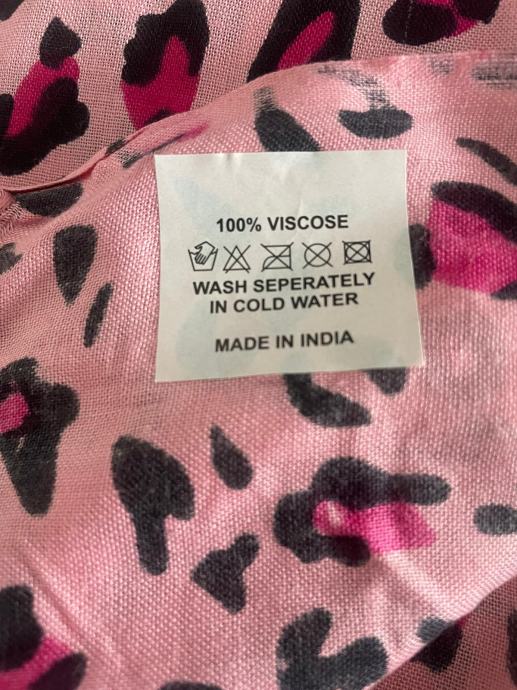 100% VISCOSE
WASH SEPERATELY
IN COLD WATER
MADE IN INDIA